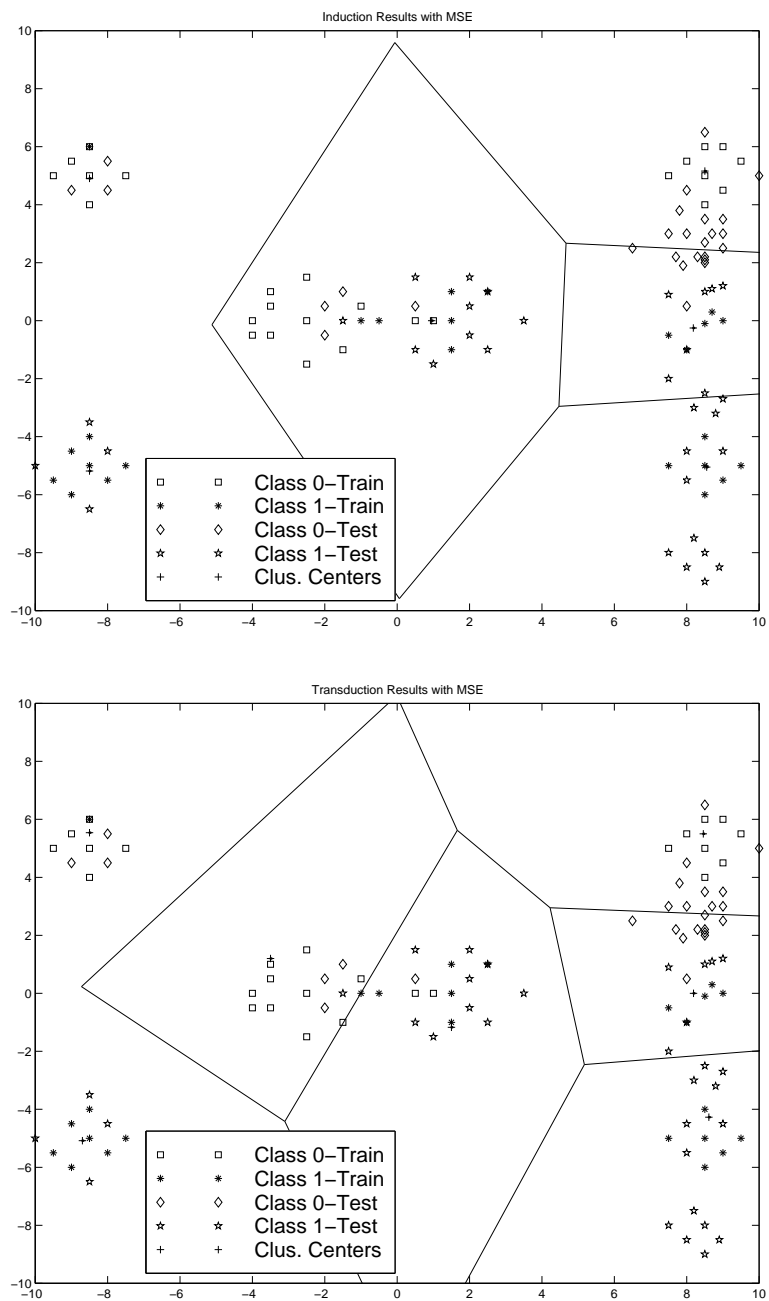 Induction Results with MSE
10
8
6
4
2
0
−2
−4
−6
−8
−10
Class 0−Train
Class 1−Train
Class 0−Test
Class 1−Test
Clus. Centers
−10 −8 −6 −4 −2 0 2 4 6 8 10
Transduction Results with MSE
10
8
6
4
2
0
−2
−4
−6
−8
−10
Class 0−Train
Class 1−Train
Class 0−Test
Class 1−Test
Clus. Centers
−10 −8 −6 −4 −2 0 2 4 6 8 10